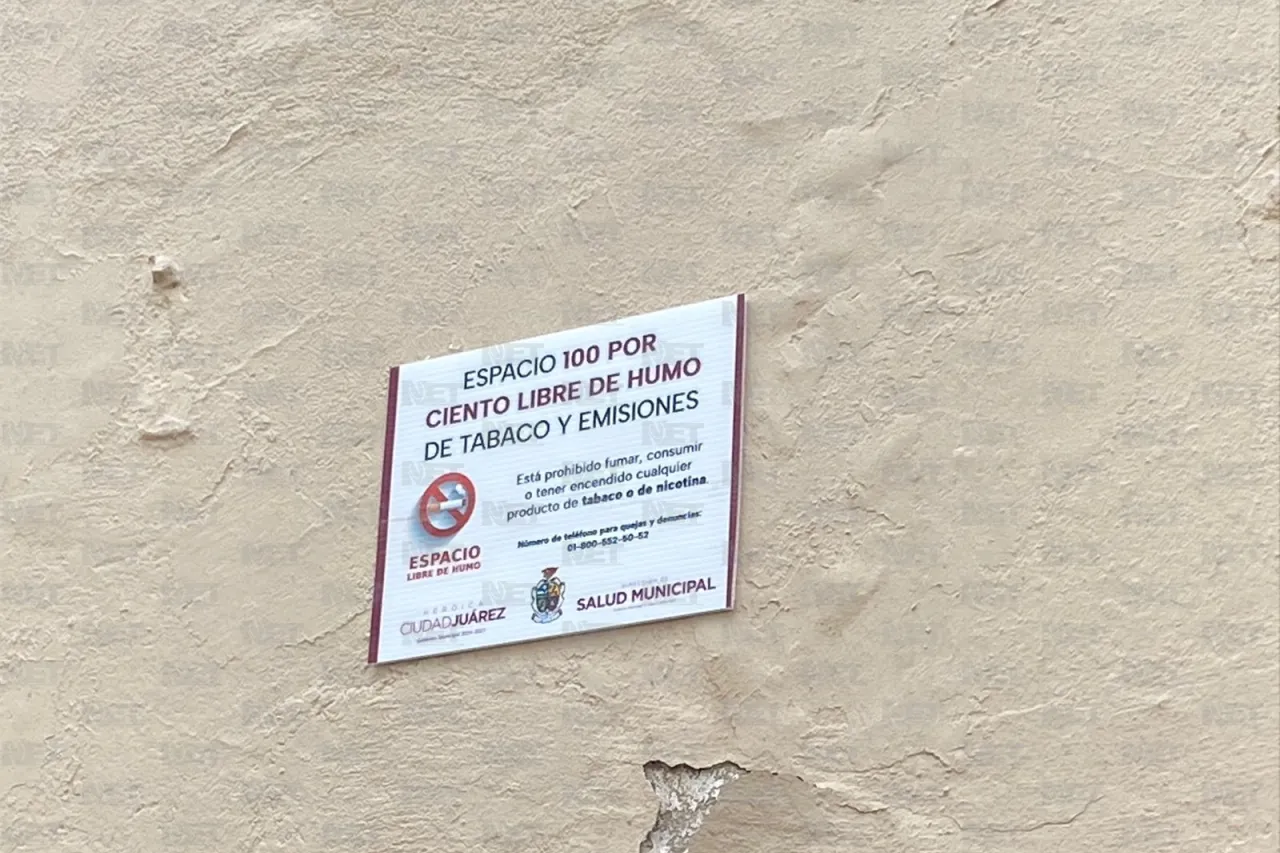 ESPACIO 100 POR
CIENTO LIBRE DE HUMO
DE TABACO Y EMISIONES
Está prohibido fumar, consumir
o tener encendido cualquier
producto de tabaco o de nicotina.
Número de teléfono para quejas y denuncias:
01-800-552-50-52
ESPACIO
LIBRE DE HUMO
HEROICA
CIUDADJUÁREZ
SALUD MUNICIPAL
NET